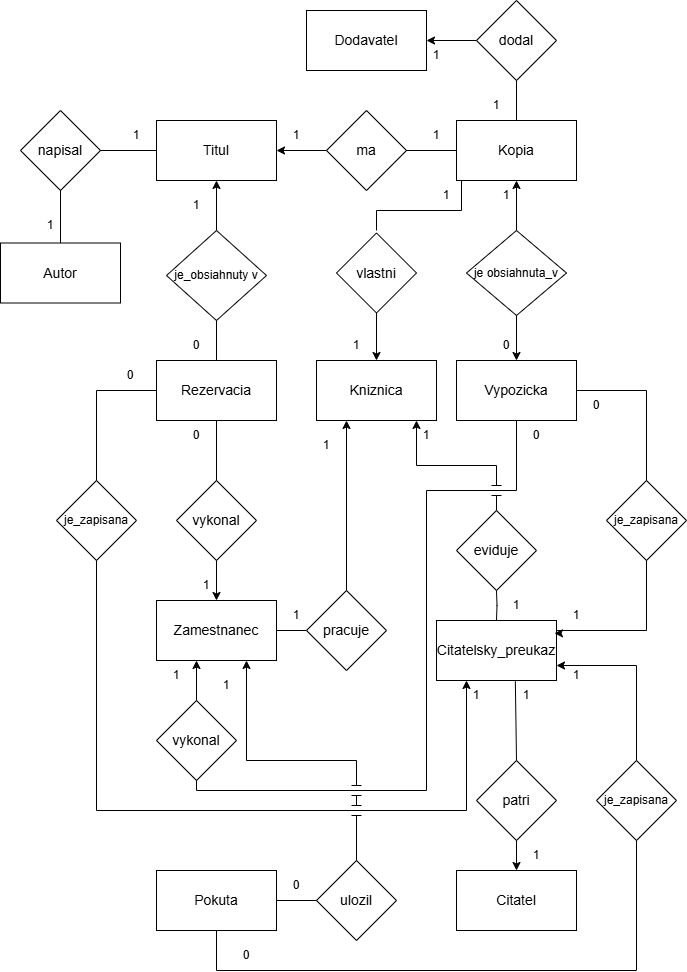 Dodavatel
dodal
1
1
napisal
1
Titul
1
ma
1
Kopia
1
1
1
1
Autor
je_obsiahnuty v
vlastni
je obsiahnuta_v
0
1
0
0
Rezervacia
Kniznica
Vypozicka
0
0
1
1
0
je_zapisana
vykonal
je_zapisana
eviduje
1
1
1
1
Zamestnanec
pracuje
Citatelsky_preukaz
1
1
1
1
1
vykonal
patri
je_zapisana
1
0
Pokuta
ulozil
Citatel
0